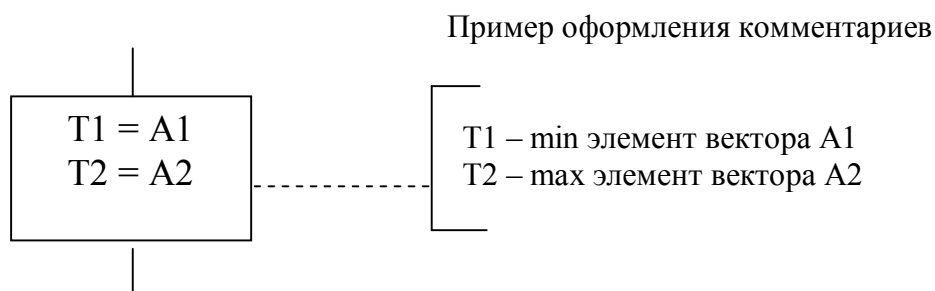 Пример оформления комментариев
T1 = A1
T2 = A2
T1 – min элемент вектора A1
T2 – max элемент вектора A2